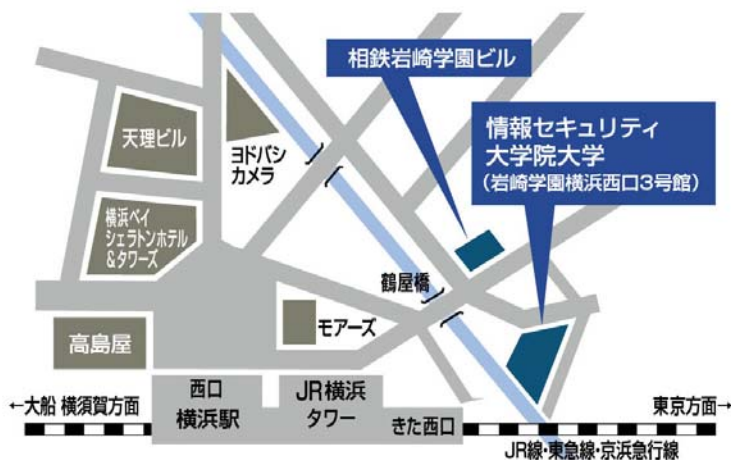 相鉄岩崎学園ビル
情報セキュリティ
大学院大学
(岩崎学園横浜西口3号館)
天理ビル
ヨドバシ
カメラ
横浜ベイ
シェラトンホテル
&タワーズ
鶴屋橋
モアーズ
高島屋
西口
横浜駅
JR横浜
タワー
きた西口
←大船 横須賀方面
東京方面→
JR線・東急線・京浜急行線